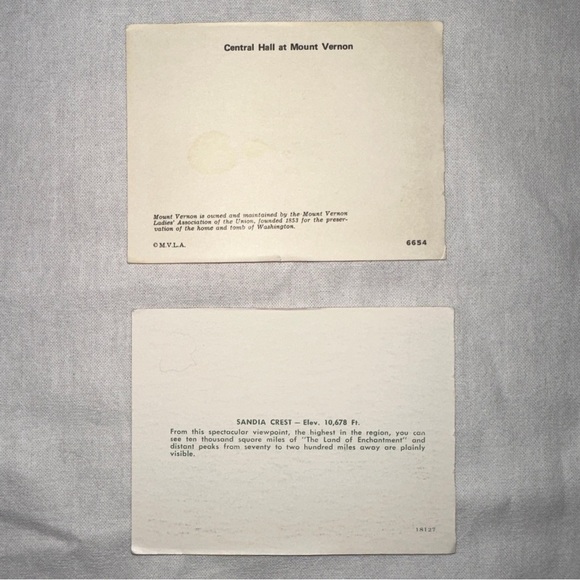 Central Hall at Mount Vernon
Mount Vernon is owned and maintained by the Mount Vernon
Ladies' Association of the Union, founded 1853 for the preser-
vation of the home and tomb of Washington.
© M.V.L.A. 6654
SANDIA CREST — Elev. 10,678 Ft.
From this spectacular viewpoint, the highest in the region, you can
see ten thousand square miles of "The Land of Enchantment" and
distant peaks from seventy to two hundred miles away are plainly
visible.
18127